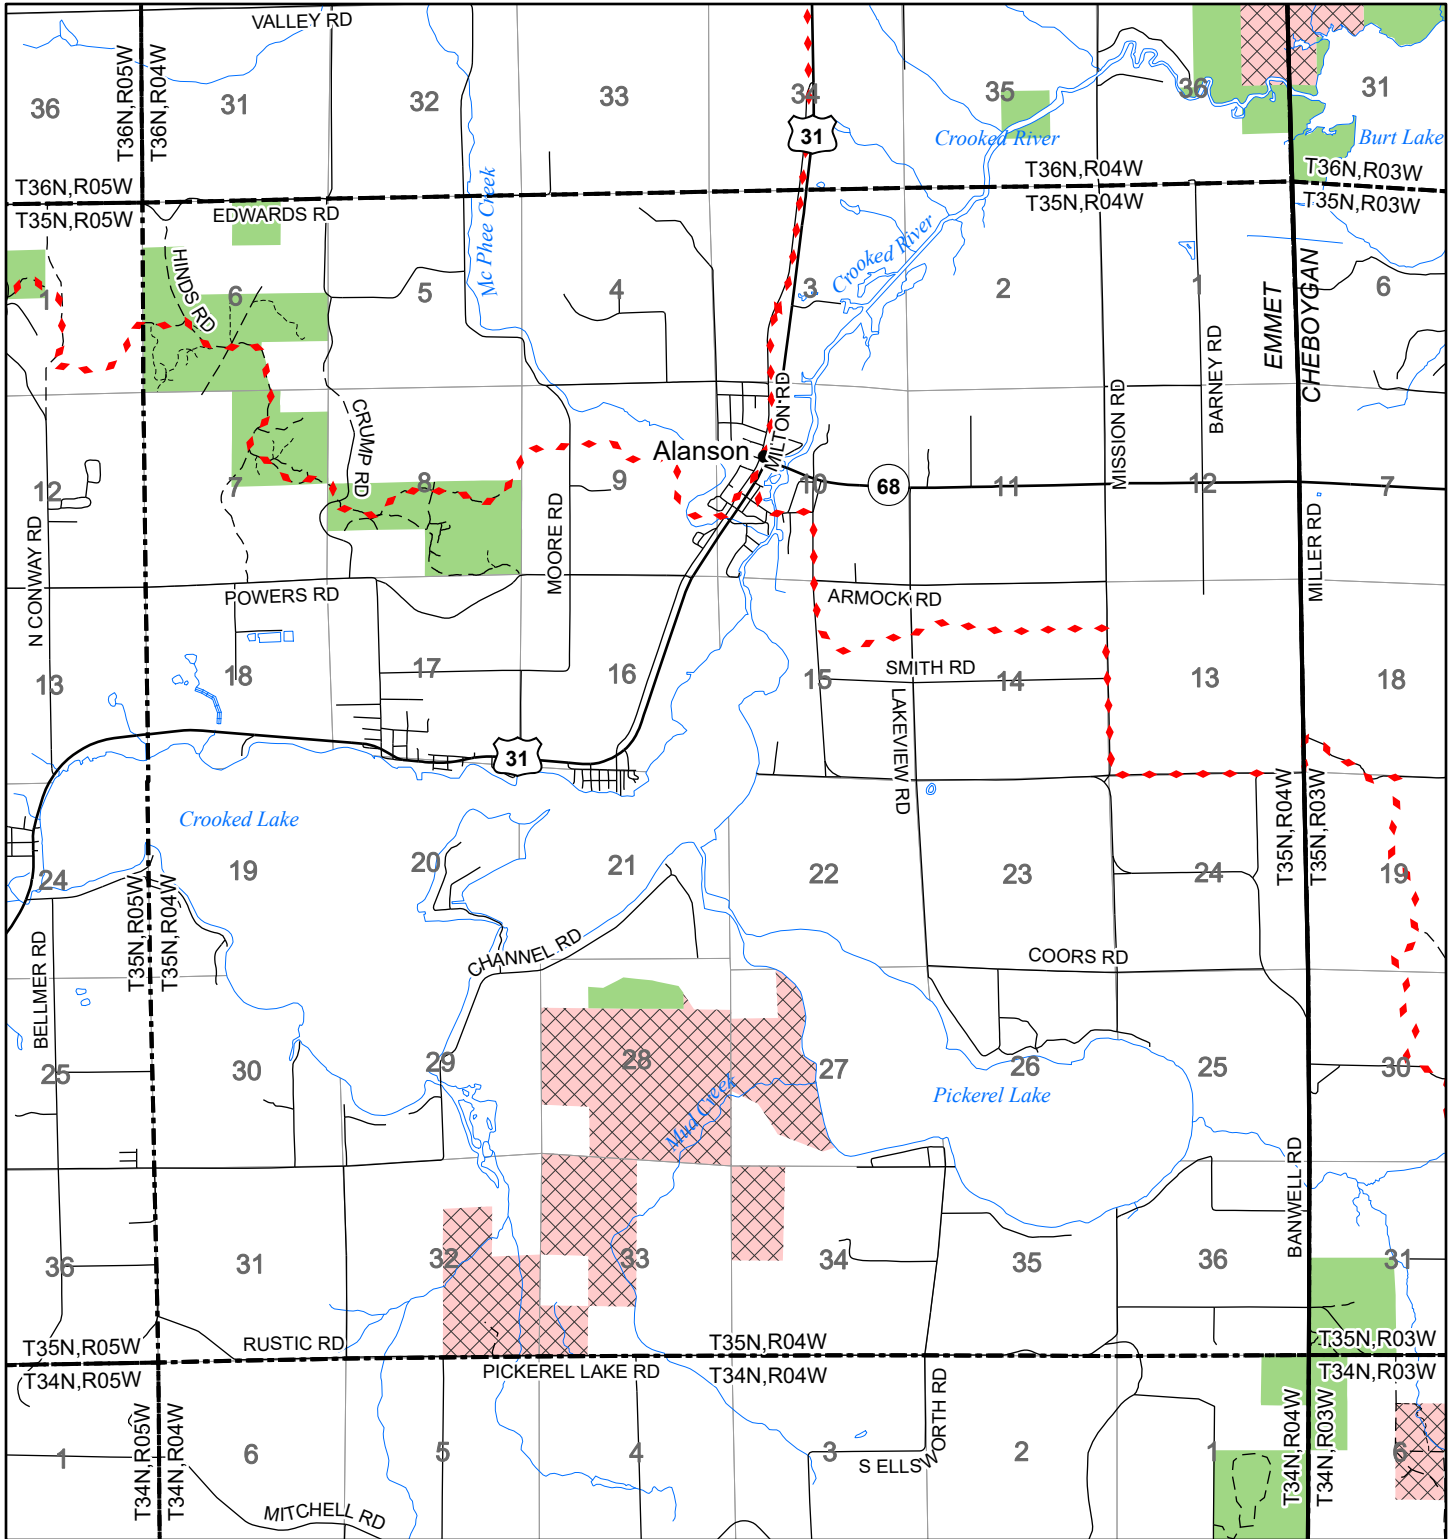 VALLEY RD
T36N,R05W
T36N,R04W
36
31
32
33
34
35
36
31
31
Crooked River
Burt Lake
T36N,R05W
T36N,R04W
T36N,R03W
T35N,R05W
EDWARDS RD
T35N,R04W
T35N,R03W
Mc Phee Creek
Crooked River
HINDS RD
1
6
5
4
3
2
1
6
EMMET
CHEBOYGAN
BARNEY RD
MISSION RD
MILTON RD
CRUMP RD
Alanson
12
7
8
9
10
68
11
12
7
N CONWAY RD
MOORE RD
MILLER RD
POWERS RD
ARMOCK RD
13
18
17
16
15
SMITH RD
14
13
18
LAKEVIEW RD
31
T35N,R04W
T35N,R03W
Crooked Lake
24
19
20
21
22
23
24
19
T35N,R05W
T35N,R04W
BELLMER RD
CHANNEL RD
COORS RD
25
30
29
28
27
26
25
30
Mud Creek
Pickerel Lake
BANWELL RD
36
31
32
33
34
35
36
31
T35N,R05W
RUSTIC RD
T35N,R04W
T35N,R03W
T34N,R05W
PICKEREL LAKE RD
T34N,R04W
T34N,R03W
T34N,R05W
T34N,R04W
1
6
5
4
3
S ELLSWORTH RD
2
1
T34N,R04W
T34N,R03W
6
MITCHELL RD